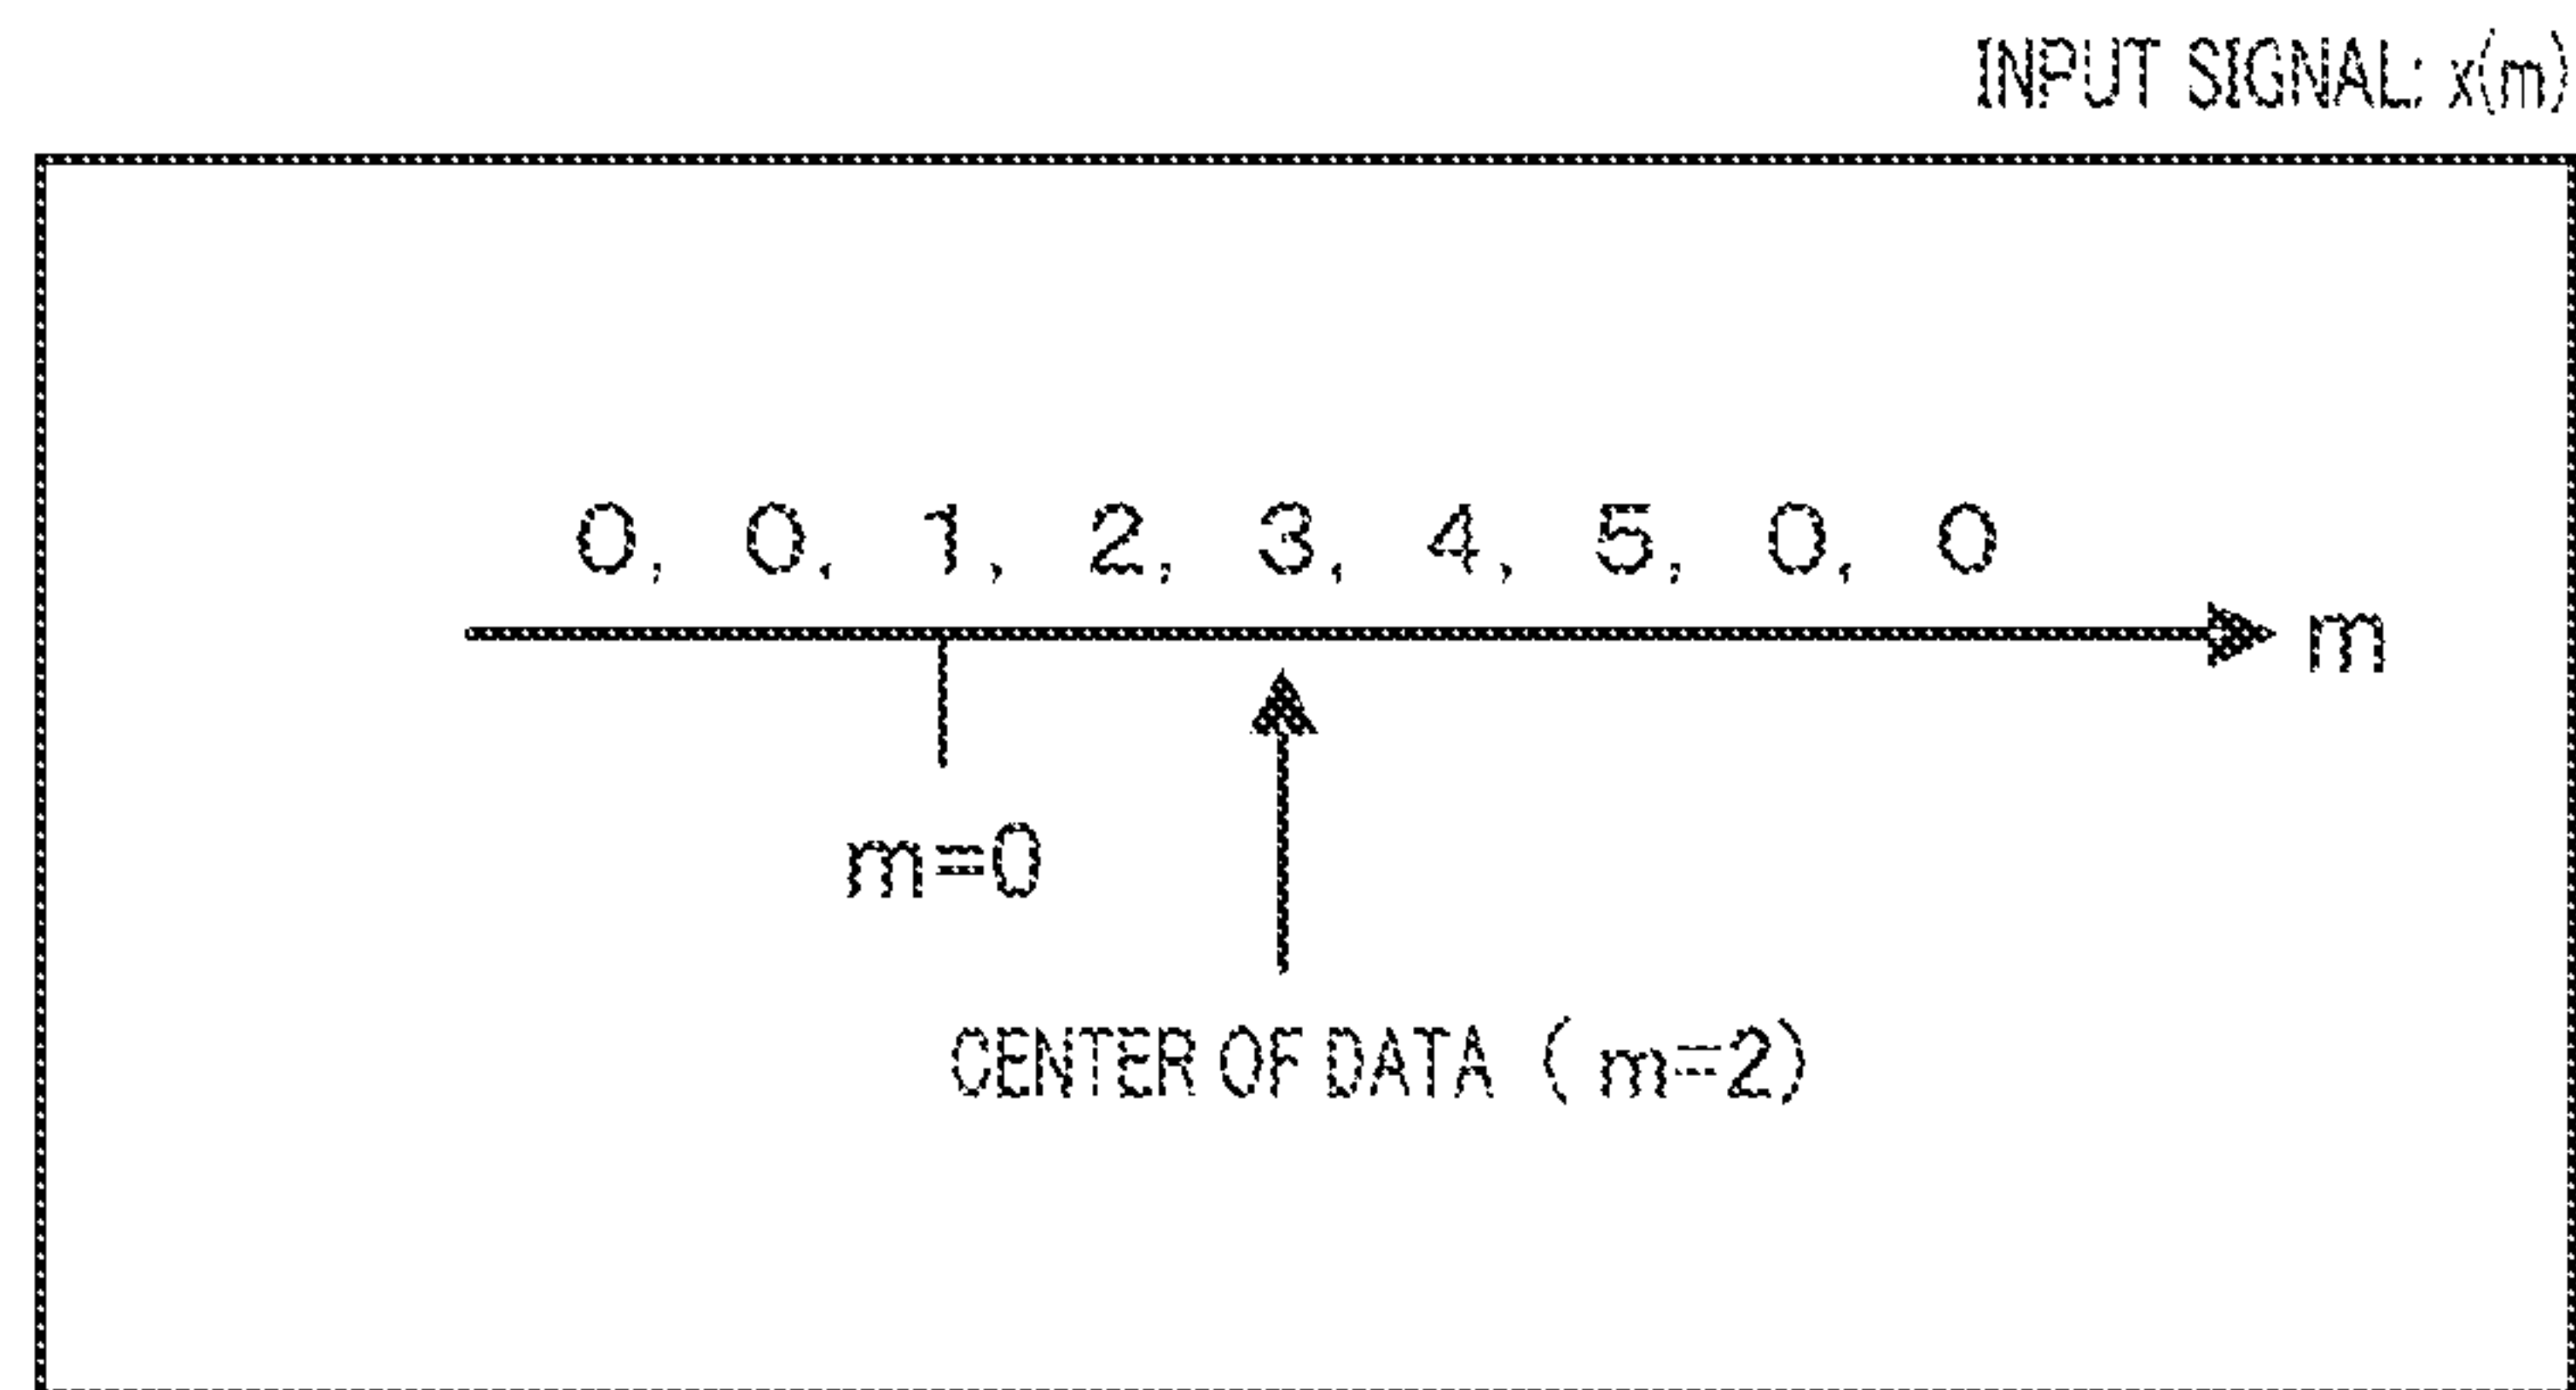 INPUT SIGNAL: x(m)
0, 0, 1, 2, 3, 4, 5, 0, 0
m
m=0
CENTER OF DATA ( m=2)